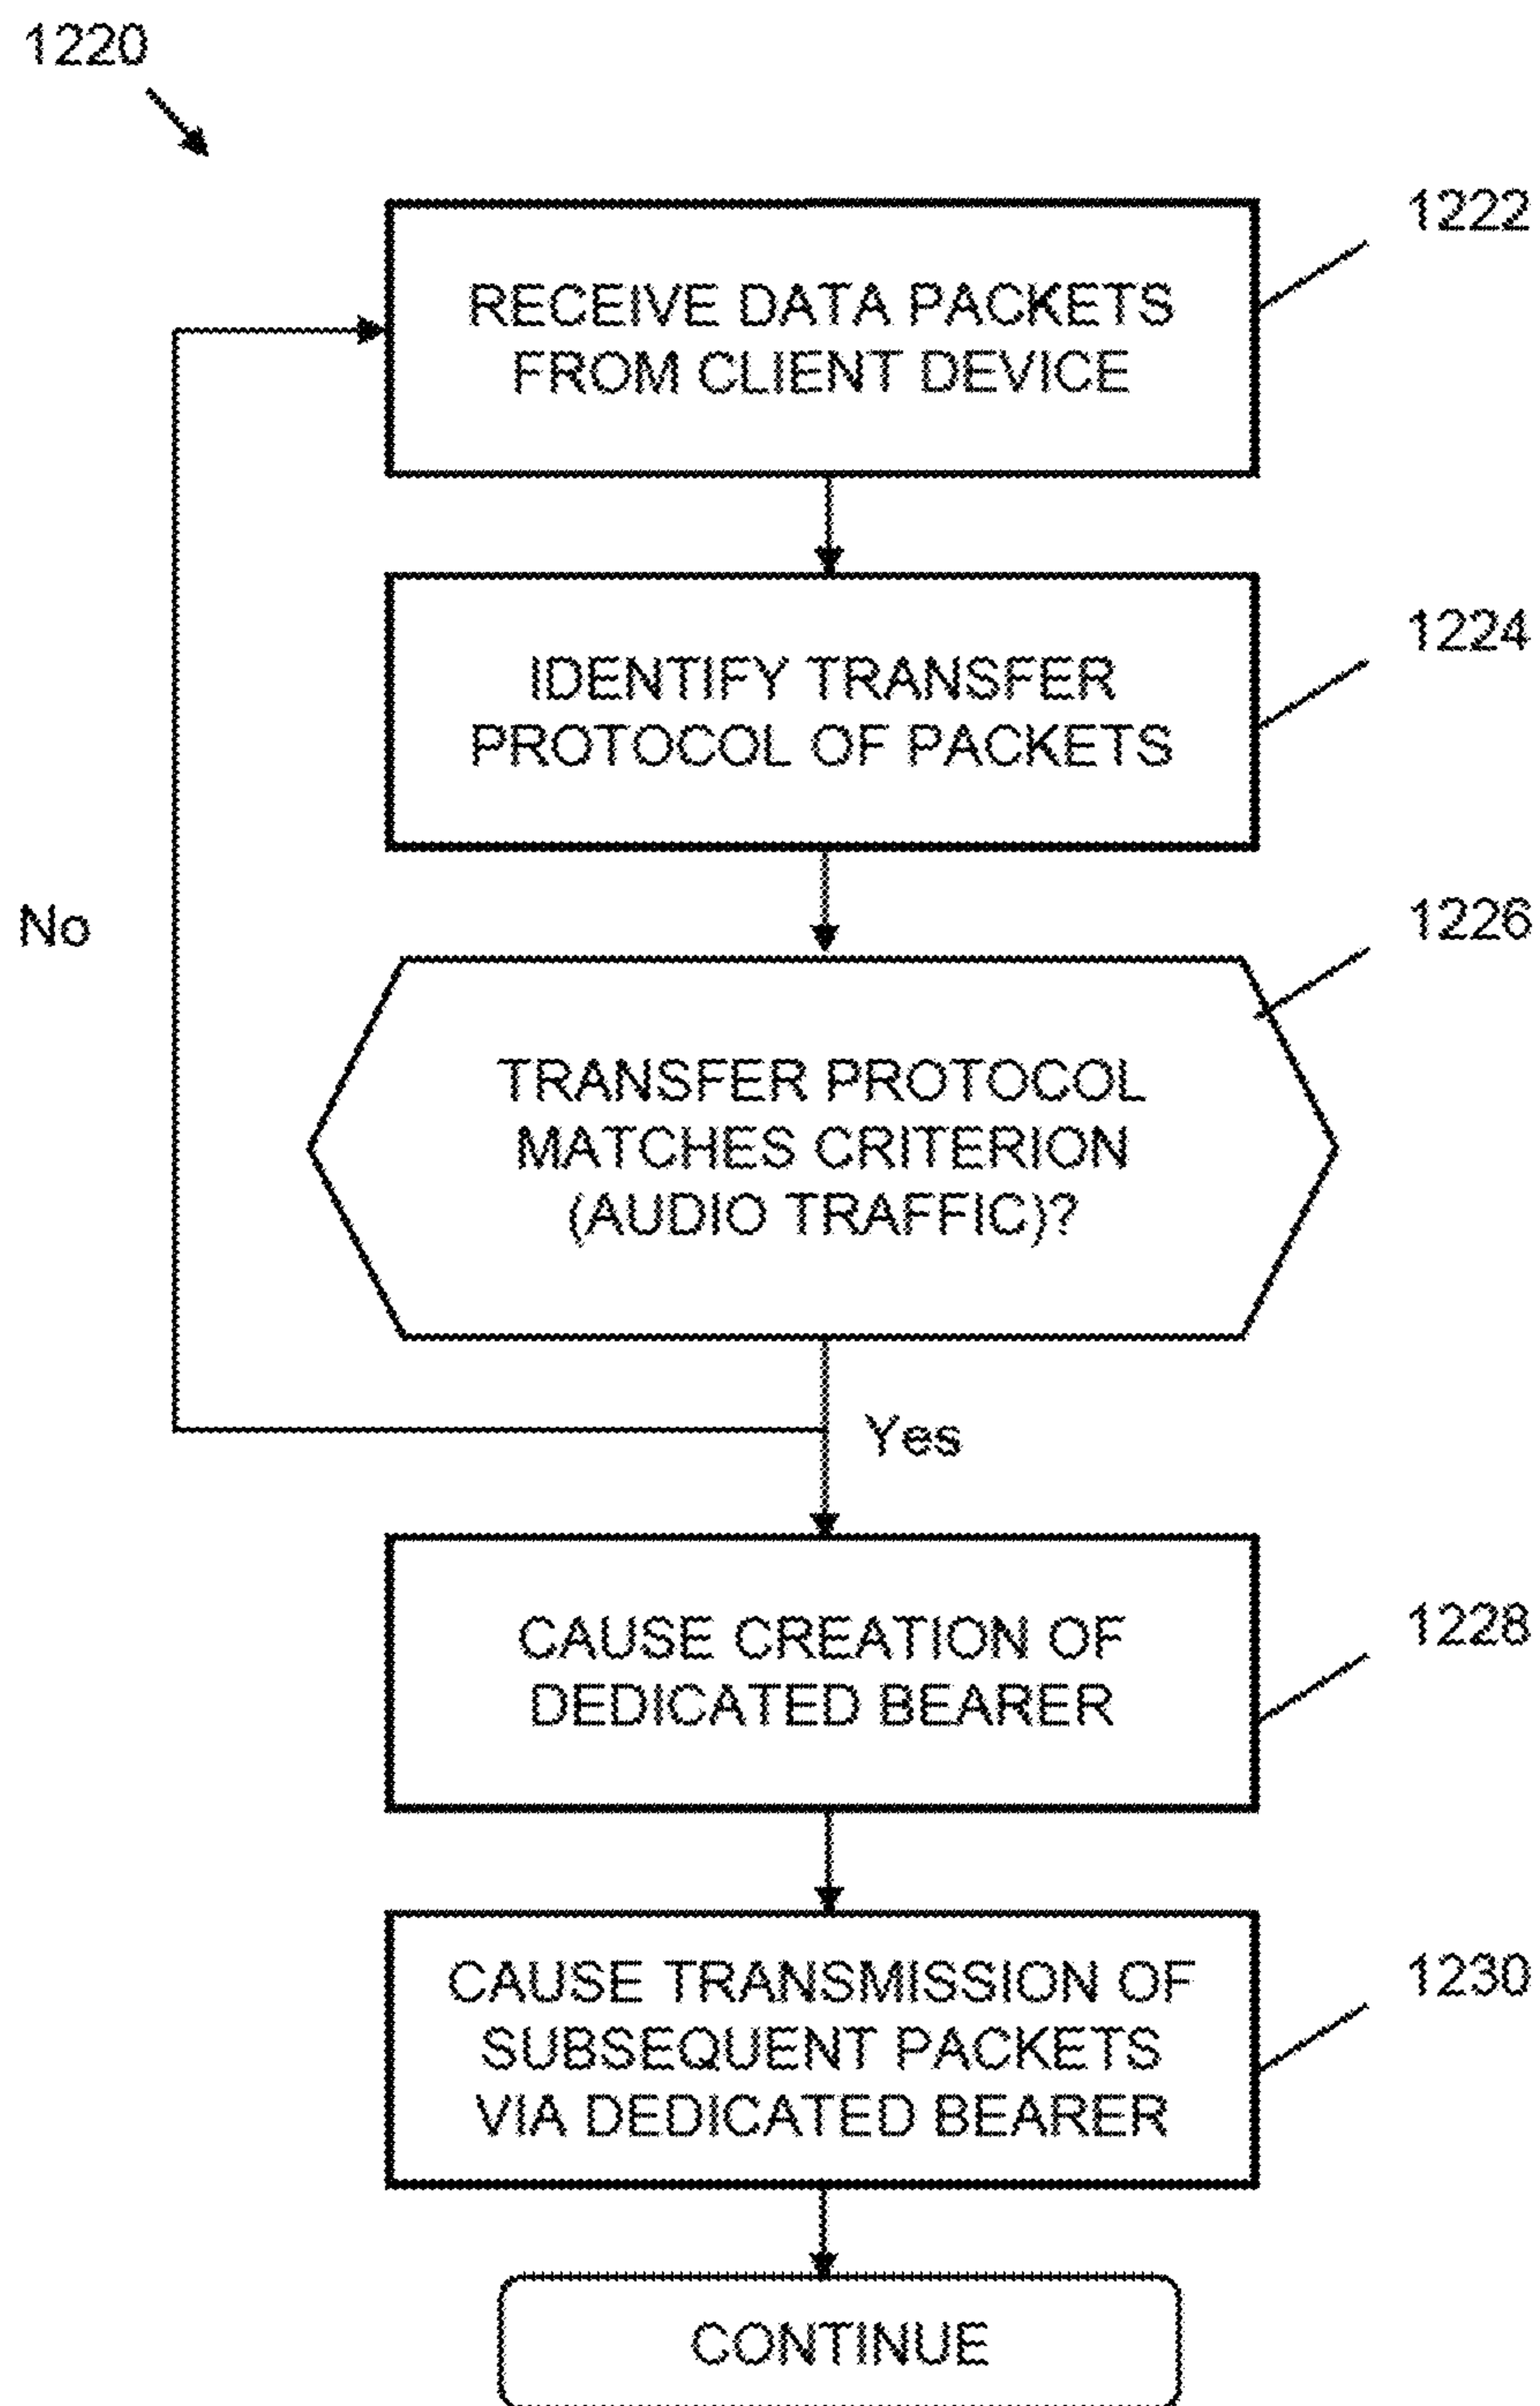 1220
1222
RECEIVE DATA PACKETS
FROM CLIENT DEVICE
1224
IDENTIFY TRANSFER
PROTOCOL OF PACKETS
No
1226
TRANSFER PROTOCOL
MATCHES CRITERION
(AUDIO TRAFFIC)?
Yes
1228
CAUSE CREATION OF
DEDICATED BEARER
1230
CAUSE TRANSMISSION OF
SUBSEQUENT PACKETS
VIA DEDICATED BEARER
CONTINUE